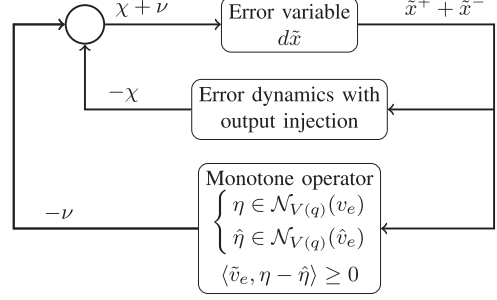 χ + ν
Error variable
dx̃
x̃⁺ + x̃⁻
−χ
Error dynamics with
output injection
Monotone operator
−ν
{ η ∈ 𝒩_{V(q)}(v_e)
η̂ ∈ 𝒩_{V(q)}(v̂_e)
⟨ṽ_e, η − η̂⟩ ≥ 0